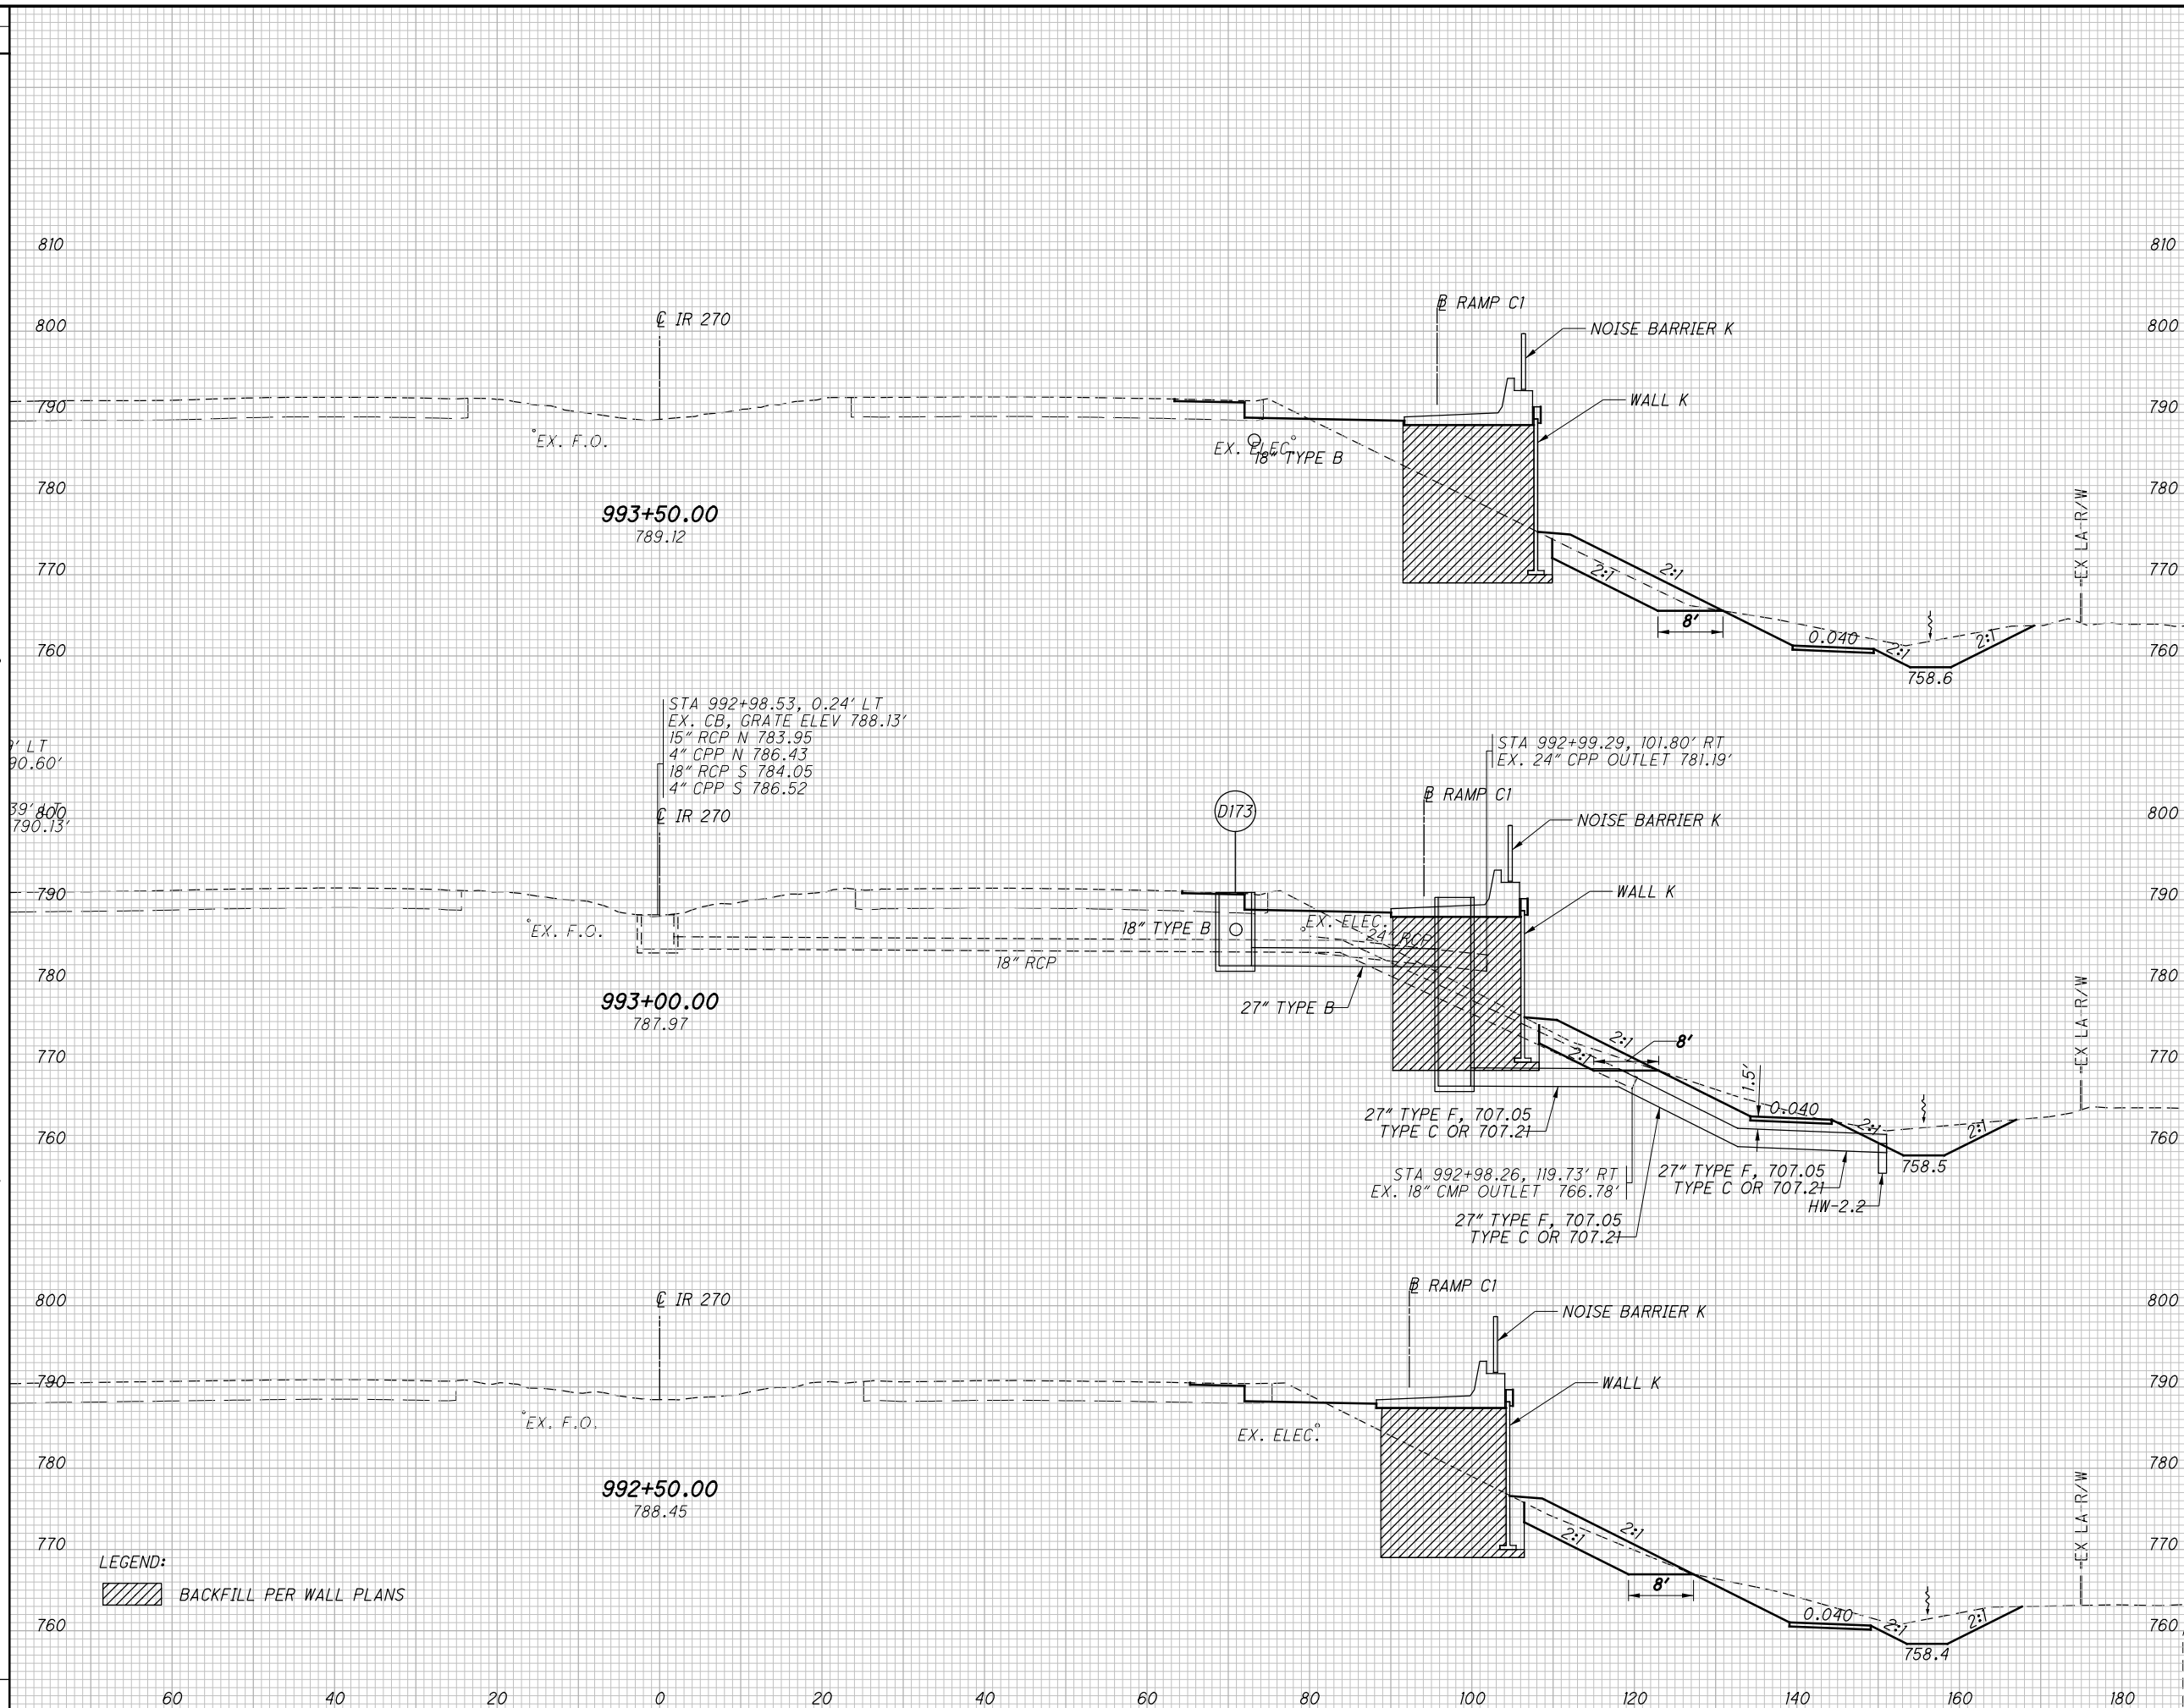 810
810
₧ RAMP C1
℄ IR 270
NOISE BARRIER K
800
800
WALL K
790
790
EX. F.O.
EX. ELEC.
18" TYPE B
780
780
993+50.00
789.12
EX LA-R/W
770
770
2:1
2:1
8'
0.040
2:1
2:1
760
760
758.6
STA 992+98.53, 0.24' LT
EX. CB, GRATE ELEV 788.13'
15" RCP N 783.95
4" CPP N 786.43
18" RCP S 784.05
4" CPP S 786.52
STA 992+99.29, 101.80' RT
EX. 24" CPP OUTLET 781.19'
9' LT
90.60'
39' LT
790.13'
₧ RAMP C1
D173
800
℄ IR 270
NOISE BARRIER K
800
790
WALL K
790
EX. F.O.
18" TYPE B
EX. ELEC.
24" RCP
18" RCP
780
780
993+00.00
787.97
27" TYPE B
EX LA-R/W
770
2:1
2:1
8'
770
1.5'
0.040
2:1
2:1
27" TYPE F, 707.05
TYPE C OR 707.21
760
760
758.5
STA 992+98.26, 119.73' RT
EX. 18" CMP OUTLET 766.78'
27" TYPE F, 707.05
TYPE C OR 707.21
HW-2.2
27" TYPE F, 707.05
TYPE C OR 707.21
₧ RAMP C1
800
℄ IR 270
NOISE BARRIER K
800
790
WALL K
790
EX. F.O.
EX. ELEC.
780
780
992+50.00
788.45
EX LA-R/W
770
2:1
2:1
770
LEGEND:
BACKFILL PER WALL PLANS
8'
0.040
2:1
2:1
760
760
758.4
60 40 20 0 20 40 60 80 100 120 140 160 180